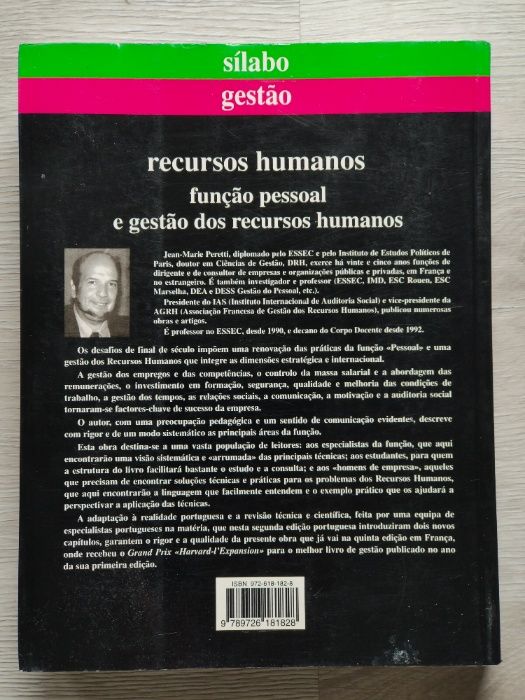 sílabo
gestão
recursos humanos
função pessoal
e gestão dos recursos humanos
Jean-Marie Peretti, diplomado pelo ESSEC e pelo Instituto de Estudos Políticos de
Paris, doutor em Ciências de Gestão, DRH, exerce há vinte e cinco anos funções de
dirigente e de consultor de empresas e organizações públicas e privadas, em França e
no estrangeiro. É também investigador e professor (ESSEC, IMD, ESC Rouen, ESC
Marselha, DEA e DESS Gestão do Pessoal, etc.).
Presidente do IAS (Instituto Internacional de Auditoria Social) e vice-presidente da
AGRH (Associação Francesa de Gestão dos Recursos Humanos), publicou numerosas
obras e artigos.
É professor no ESSEC, desde 1990, e decano do Corpo Docente desde 1992.
Os desafios de final de século impõem uma renovação das práticas da função «Pessoal» e uma
gestão dos Recursos Humanos que integre as dimensões estratégica e internacional.
A gestão dos empregos e das competências, o controlo da massa salarial e a abordagem das
remunerações, o investimento em formação, segurança, qualidade e melhoria das condições de
trabalho, a gestão dos tempos, as relações sociais, a comunicação, a motivação e a auditoria social
tornaram-se factores-chave de sucesso da empresa.
O autor, com uma preocupação pedagógica e um sentido de comunicação evidentes, descreve
com rigor e de um modo sistemático as principais áreas da função.
Esta obra destina-se a uma vasta população de leitores: aos especialistas da função, que aqui
encontrarão uma visão sistemática e «arrumada» das principais técnicas; aos estudantes, para quem
a estrutura do livro facilitará bastante o estudo e a consulta; e aos «homens de empresa», aqueles
que precisam de encontrar soluções técnicas e práticas para os problemas dos Recursos Humanos,
que aqui encontrarão a linguagem que facilmente entendem e o exemplo prático que os ajudará a
perspectivar a aplicação das técnicas.
A adaptação à realidade portuguesa e a revisão técnica e científica, feita por uma equipa de
especialistas portugueses na matéria, que nesta segunda edição portuguesa introduziram dois novos
capítulos, garantem o rigor e a qualidade da presente obra que já vai na quinta edição em França,
onde recebeu o Grand Prix «Harvard-l'Expansion» para o melhor livro de gestão publicado no ano
da sua primeira edição.
ISBN 972-618-182-8
9 789726 181828